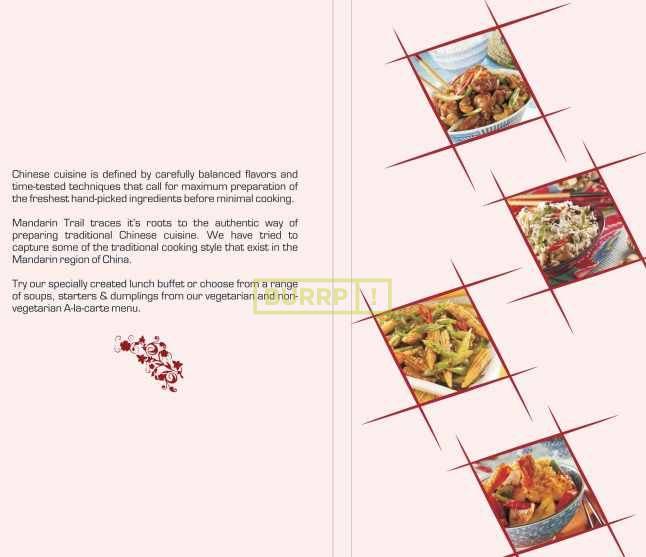 Chinese cuisine is defined by carefully balanced flavors and
time-tested techniques that call for maximum preparation of
the freshest hand-picked ingredients before minimal cooking.
Mandarin Trail traces it's roots to the authentic way of
preparing traditional Chinese cuisine. We have tried to
capture some of the traditional cooking style that exist in the
Mandarin region of China.
Try our specially created lunch buffet or choose from a range
of soups, starters & dumplings from our vegetarian and non-
vegetarian A-la-carte menu.
BURRP!